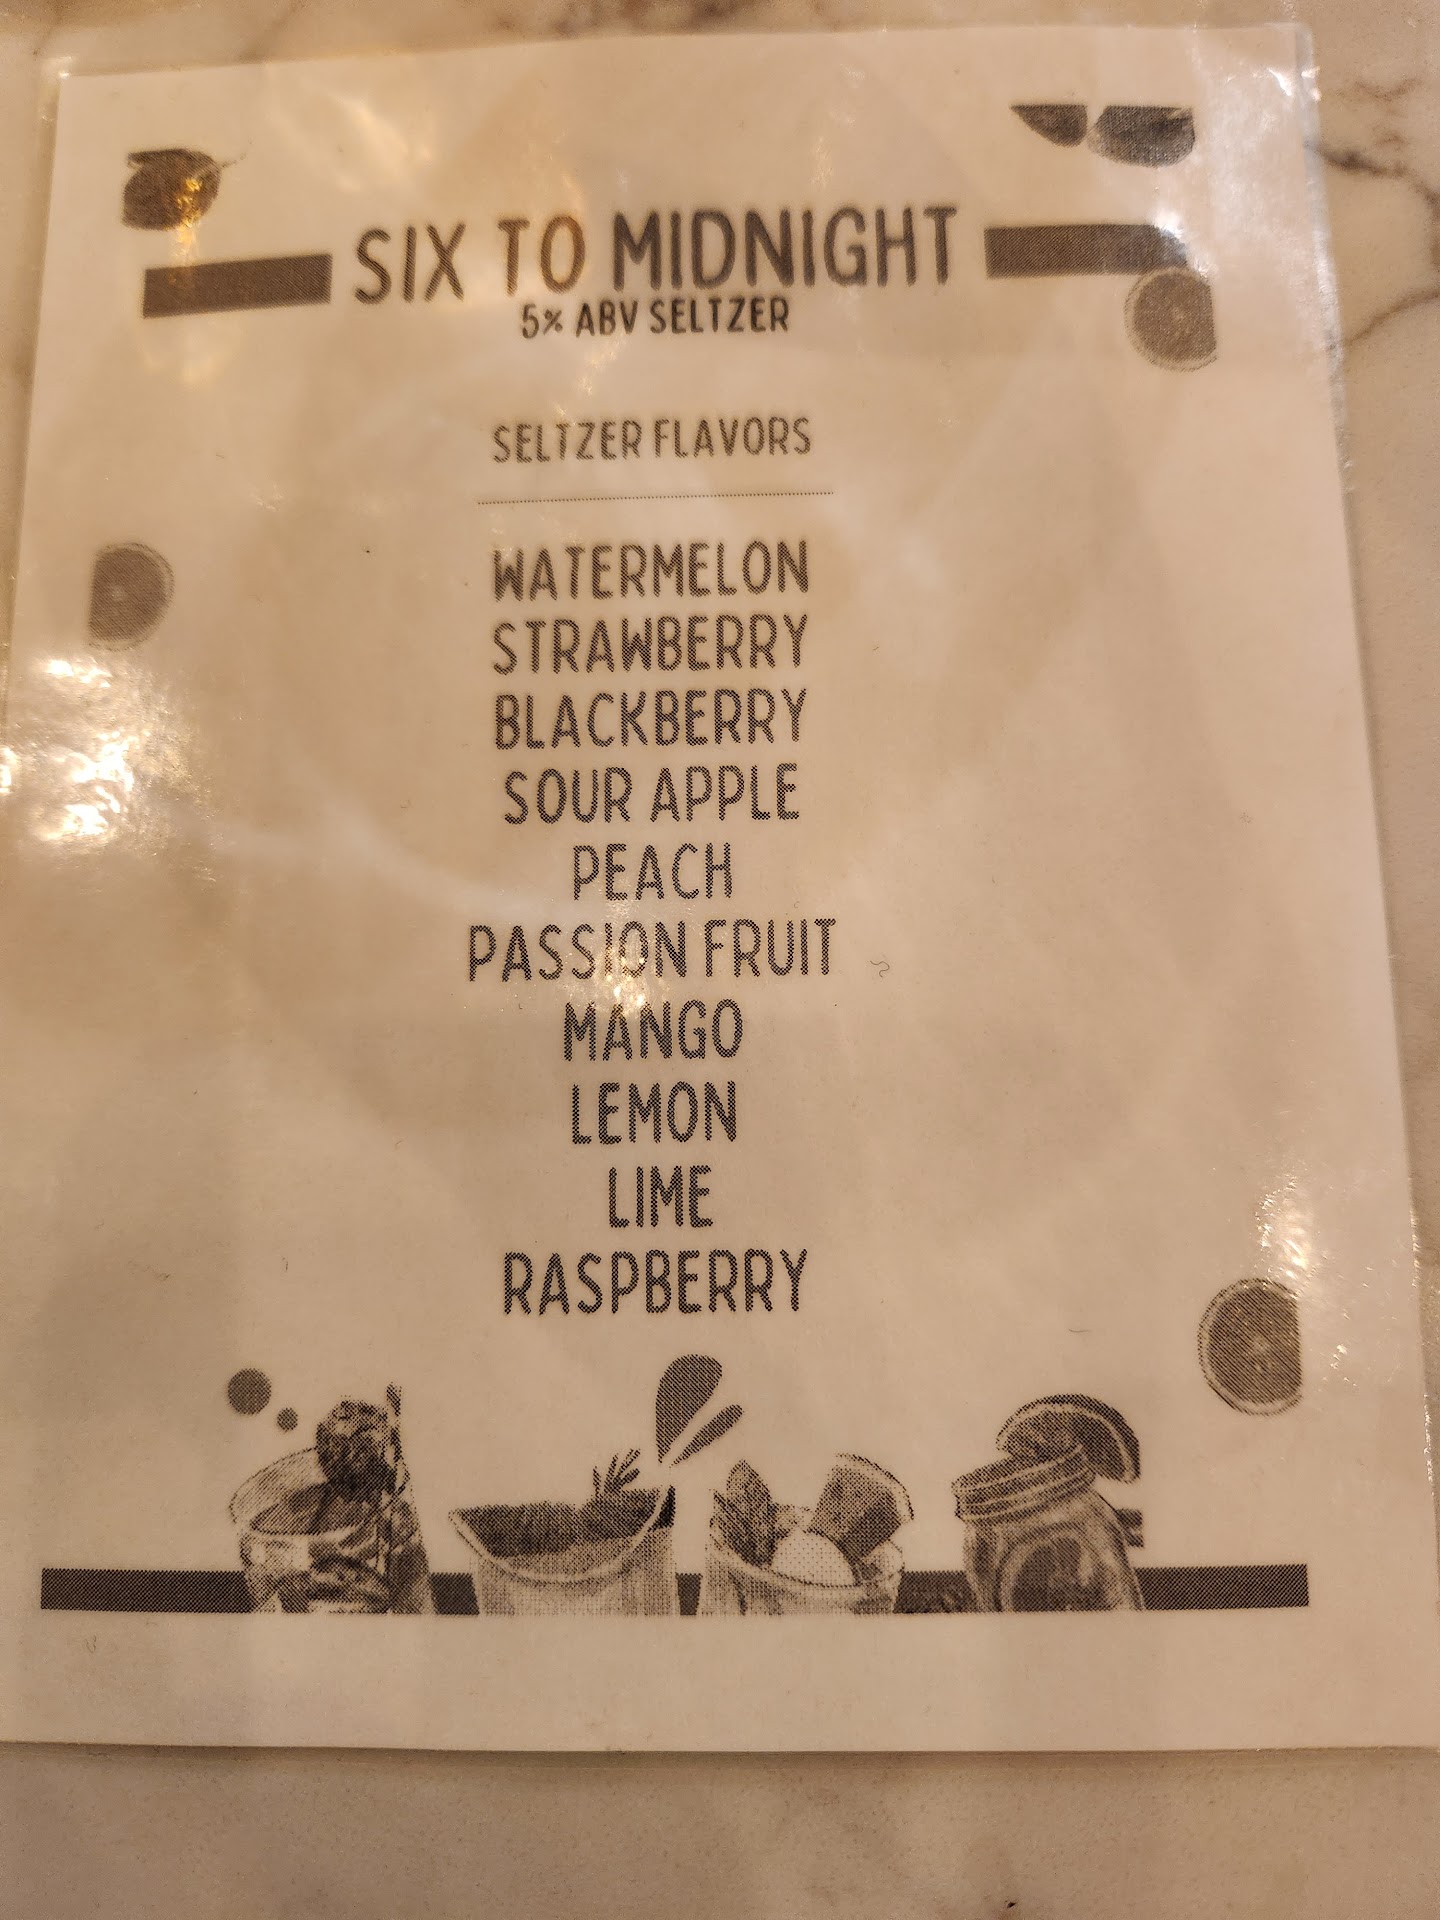 SIX TO MIDNIGHT
5% ABV SELTZER
SELTZER FLAVORS
WATERMELON
STRAWBERRY
BLACKBERRY
SOUR APPLE
PEACH
PASSION FRUIT
MANGO
LEMON
LIME
RASPBERRY